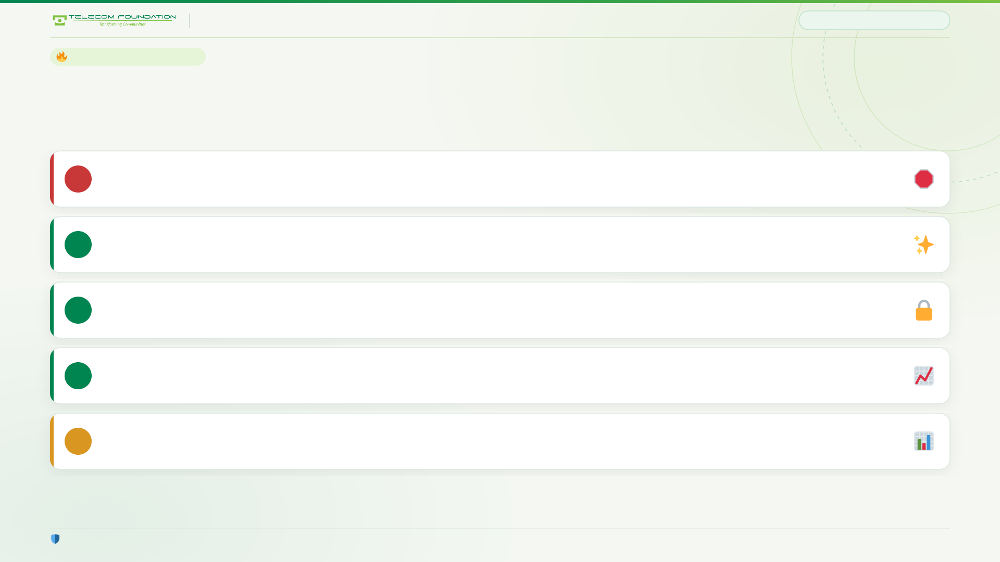 TELECOM FOUNDATION
Transforming Communities